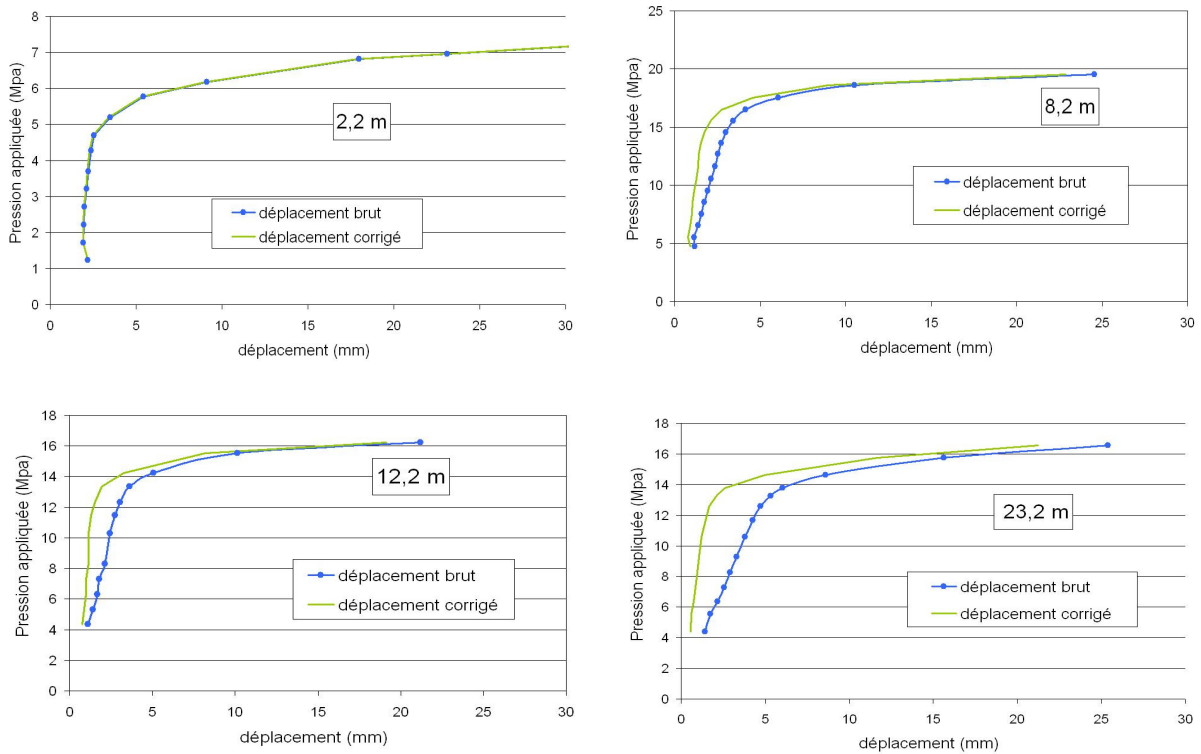 Pression appliquée (Mpa)
8
7
6
5
4
3
2
1
0
2,2 m
déplacement brut
déplacement corrigé
0 5 10 15 20 25 30
déplacement (mm)
Pression appliquée (Mpa)
25
20
15
10
5
0
8,2 m
déplacement brut
déplacement corrigé
0 5 10 15 20 25 30
déplacement (mm)
Pression appliquée (Mpa)
18
16
14
12
10
8
6
4
2
0
12,2 m
déplacement brut
déplacement corrigé
0 5 10 15 20 25 30
déplacement (mm)
Pression appliquée (Mpa)
18
16
14
12
10
8
6
4
2
0
23,2 m
déplacement brut
déplacement corrigé
0 5 10 15 20 25 30
déplacement (mm)